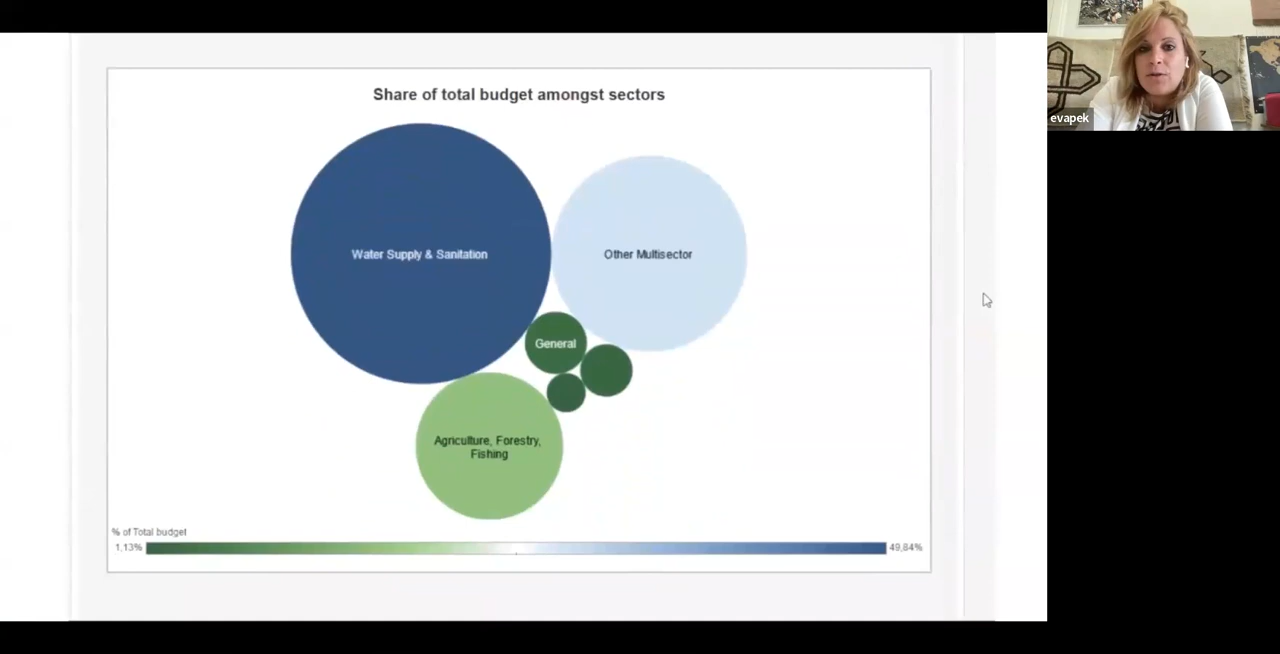 Share of total budget amongst sectors
Water Supply & Sanitation
Other Multisector
General
Agriculture, Forestry,
Fishing
% of Total budget
1,13%
49,84%
evapek